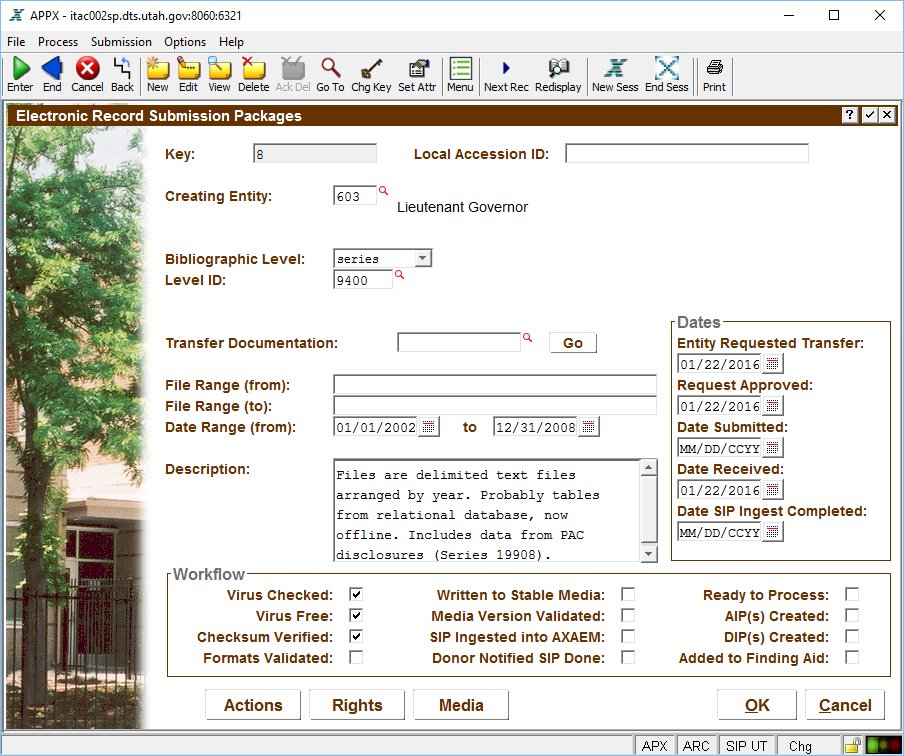 APPX - itac002sp.dts.utah.gov:8060:6321
File Process Submission Options Help
Enter End Cancel Back New Edit View Delete Ack Del Go To Chg Key Set Attr Menu Next Rec Redisplay New Sess End Sess Print
Electronic Record Submission Packages ?
Key: 8 Local Accession ID:
Creating Entity: 603
Lieutenant Governor
Bibliographic Level: series
Level ID: 9400
Dates
Transfer Documentation: Go Entity Requested Transfer:
01/22/2016
File Range (from): Request Approved:
File Range (to): 01/22/2016
Date Range (from): 01/01/2002 to 12/31/2008 Date Submitted:
MM/DD/CCYY
Description: Date Received:
Files are delimited text files
arranged by year. Probably tables 01/22/2016
from relational database, now Date SIP Ingest Completed:
offline. Includes data from PAC MM/DD/CCYY
disclosures (Series 19908).
Workflow
Virus Checked: Written to Stable Media: Ready to Process:
Virus Free: Media Version Validated: AIP(s) Created:
Checksum Verified: SIP Ingested into AXAEM: DIP(s) Created:
Formats Validated: Donor Notified SIP Done: Added to Finding Aid:
Actions Rights Media OK Cancel
APX ARC SIP UT Chg